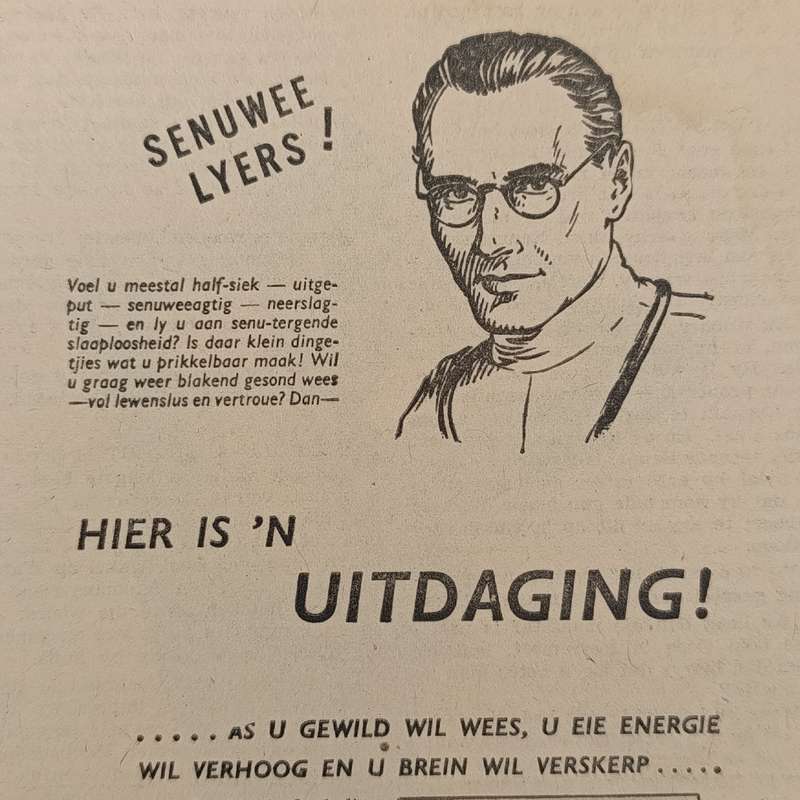 SENUWEE
LYERS!
Voel u meestal half-siek — uitge-
put — senuweeagtig — neerslag-
tig — en ly u aan senu-tergende
slaaploosheid? Is daar klein dinge-
tjies wat u prikkelbaar maak! Wil
u graag weer blakend gesond wees
—vol lewenslus en vertroue? Dan—
HIER IS 'N
UITDAGING!
. . . . . AS U GEWILD WIL WEES, U EIE ENERGIE
WIL VERHOOG EN U BREIN WIL VERSKERP . . . . .